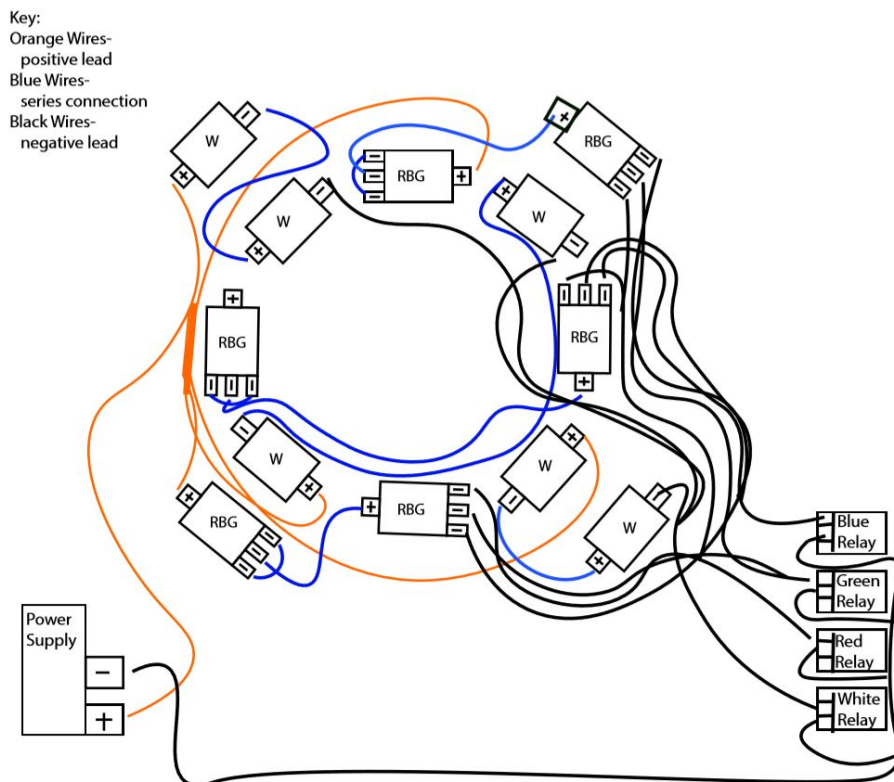 Key:
Orange Wires-
positive lead
Blue Wires-
series connection
Black Wires-
negative lead
W
RBG
RBG
W
W
RBG
RBG
W
W
RBG
RBG
W
Blue
Relay
Green
Relay
Red
Relay
White
Relay
Power
Supply
-
+